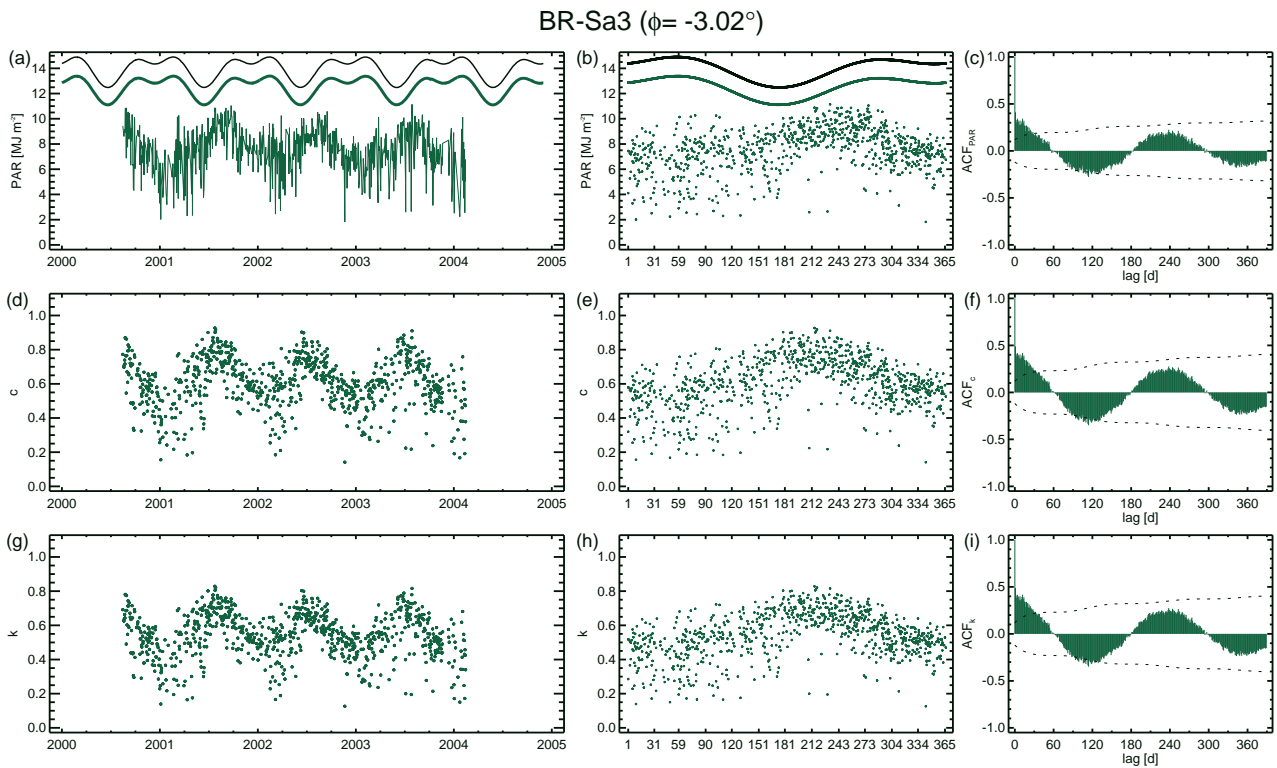 BR-Sa3 (ϕ= -3.02°)
(a)
PAR [MJ m⁻²]
14
12
10
8
6
4
2
0
2000 2001 2002 2003 2004 2005
(b)
PAR [MJ m⁻²]
14
12
10
8
6
4
2
0
1 31 59 90 120 151 181 212 243 273 304 334 365
(c)
ACF_PAR
1.0
0.5
0.0
-0.5
-1.0
0 60 120 180 240 300 360
lag [d]
(d)
c
1.0
0.8
0.6
0.4
0.2
0.0
2000 2001 2002 2003 2004 2005
(e)
c
1.0
0.8
0.6
0.4
0.2
0.0
1 31 59 90 120 151 181 212 243 273 304 334 365
(f)
ACF_c
1.0
0.5
0.0
-0.5
-1.0
0 60 120 180 240 300 360
lag [d]
(g)
k
1.0
0.8
0.6
0.4
0.2
0.0
2000 2001 2002 2003 2004 2005
(h)
k
1.0
0.8
0.6
0.4
0.2
0.0
1 31 59 90 120 151 181 212 243 273 304 334 365
(i)
ACF_k
1.0
0.5
0.0
-0.5
-1.0
0 60 120 180 240 300 360
lag [d]